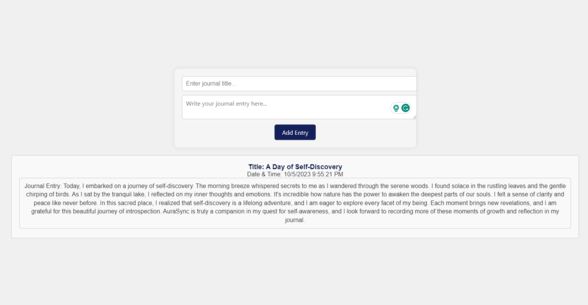 Enter journal title...
Write your journal entry here...
Add Entry
Title: A Day of Self-Discovery
Date & Time: 10/5/2023 9:55:21 PM
Journal Entry: Today, I embarked on a journey of self-discovery. The morning breeze whispered secrets to me as I wandered through the serene woods. I found solace in the rustling leaves and the gentle
chirping of birds. As I sat by the tranquil lake, I reflected on my inner thoughts and emotions. It's incredible how nature has the power to awaken the deepest parts of our souls. I felt a sense of clarity and
peace like never before. In this sacred place, I realized that self-discovery is a lifelong adventure, and I am eager to explore every facet of my being. Each moment brings new revelations, and I am
grateful for this beautiful journey of introspection. AuraSync is truly a companion in my quest for self-awareness, and I look forward to recording more of these moments of growth and reflection in my
journal.